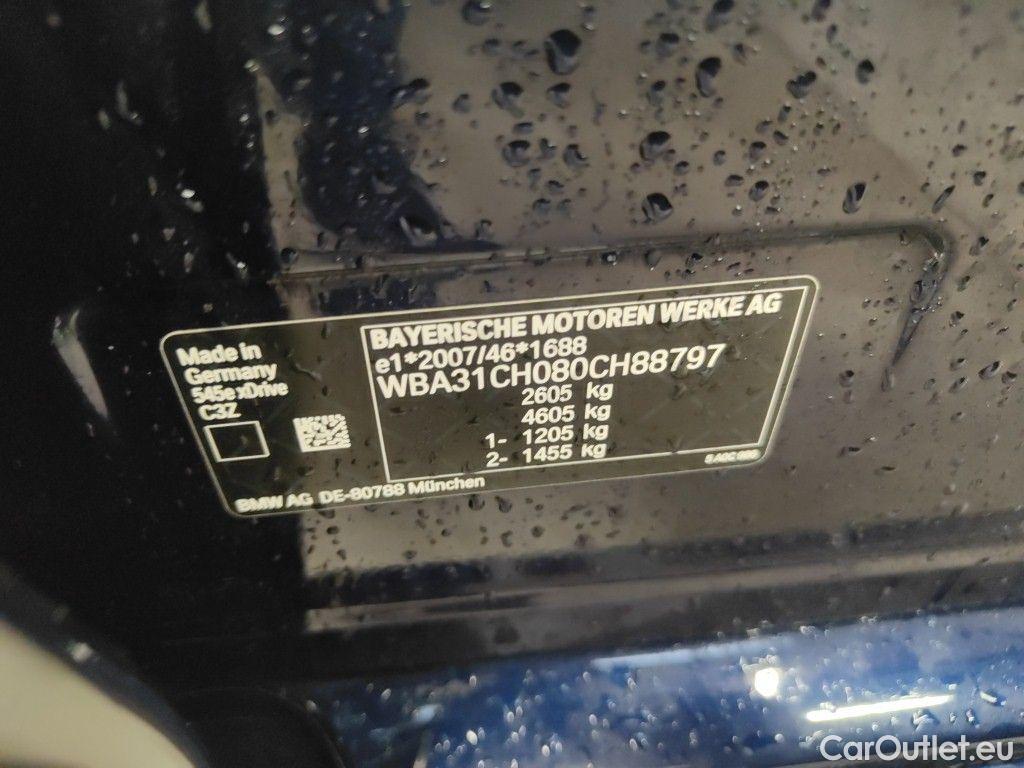 Made in
Germany
545e xDrive
C3Z
BAYERISCHE MOTOREN WERKE AG
e1*2007/46*1688
WBA31CH080CH88797
2605 kg
4605 kg
1- 1205 kg
2- 1455 kg
BMW AG DE-80788 München
CarOutlet.eu